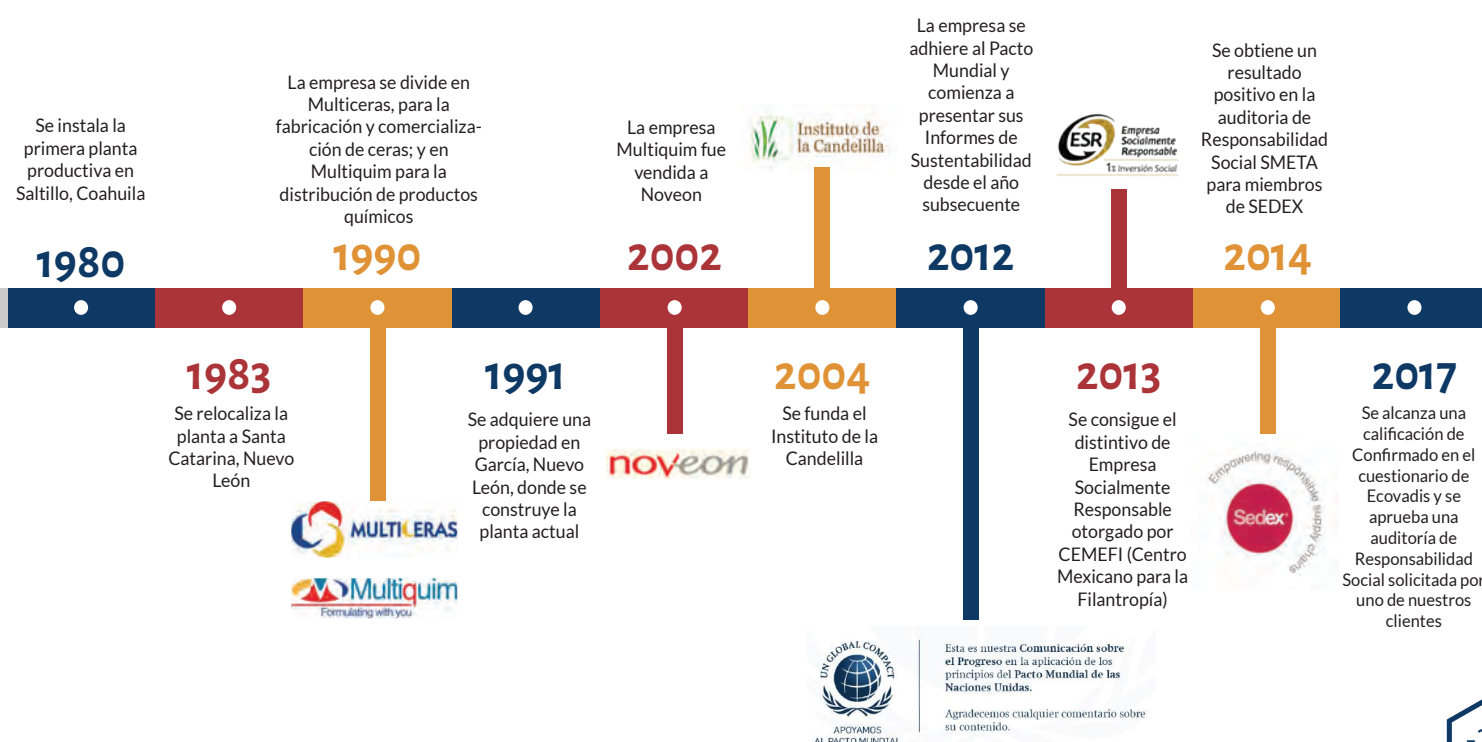 Se instala la
primera planta
productiva en
Saltillo, Coahuila
1980
1983
Se relocaliza la
planta a Santa
Catarina, Nuevo
León
La empresa se divide en
Multiceras, para la
fabricación y comercializa-
ción de ceras; y en
Multiquim para la
distribución de productos
químicos
1990
MULTICERAS
Multiquim
Formulating with you
1991
Se adquiere una
propiedad en
García, Nuevo
León, donde se
construye la
planta actual
La empresa
Multiquim fue
vendida a
Noveon
2002
noveon
Instituto de
la Candelilla
2004
Se funda el
Instituto de la
Candelilla
La empresa se
adhiere al Pacto
Mundial y
comienza a
presentar sus
Informes de
Sustentabilidad
desde el año
subsecuente
2012
UN GLOBAL COMPACT
APOYAMOS
AL PACTO MUNDIAL
Esta es nuestra Comunicación sobre
el Progreso en la aplicación de los
principios del Pacto Mundial de las
Naciones Unidas.
Agradecemos cualquier comentario sobre
su contenido.
ESR
Empresa
Socialmente
Responsable
Inversión Social
2013
Se consigue el
distintivo de
Empresa
Socialmente
Responsable
otorgado por
CEMEFI (Centro
Mexicano para la
Filantropía)
Se obtiene un
resultado
positivo en la
auditoria de
Responsabilidad
Social SMETA
para miembros
de SEDEX
2014
Empowering responsible supply chains
Sedex
2017
Se alcanza una
calificación de
Confirmado en el
cuestionario de
Ecovadis y se
aprueba una
auditoría de
Responsabilidad
Social solicitada por
uno de nuestros
clientes